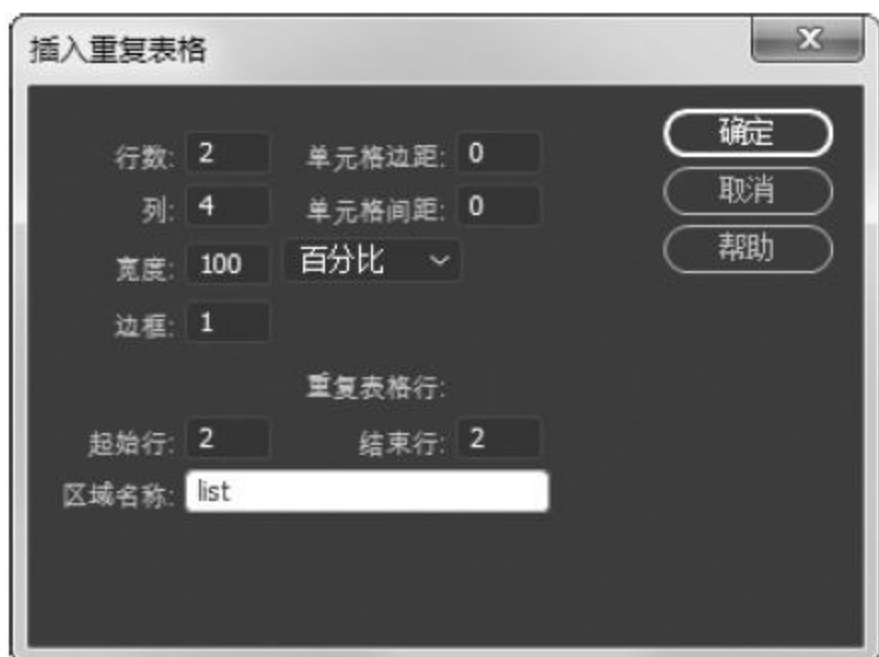 插入重复表格
行数: 2 单元格边距: 0 确定
列: 4 单元格间距: 0 取消
宽度: 100 百分比 帮助
边框: 1
重复表格行:
起始行: 2 结束行: 2
区域名称: list